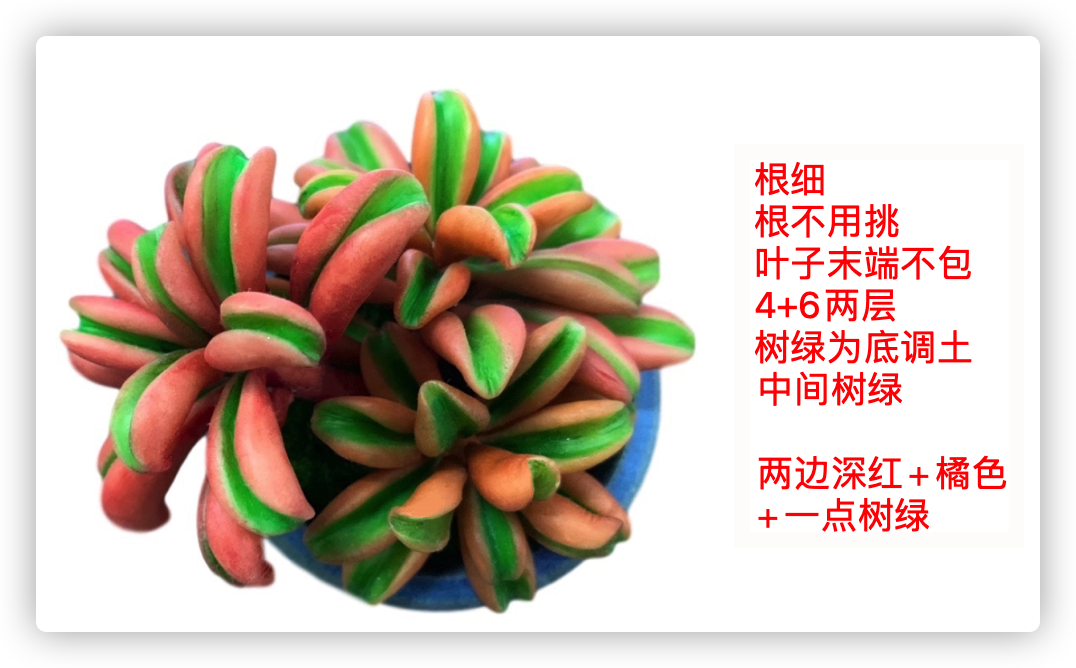 根细
根不用挑
叶子末端不包
4+6两层
树绿为底调土
中间树绿
两边深红+橘色
+一点树绿